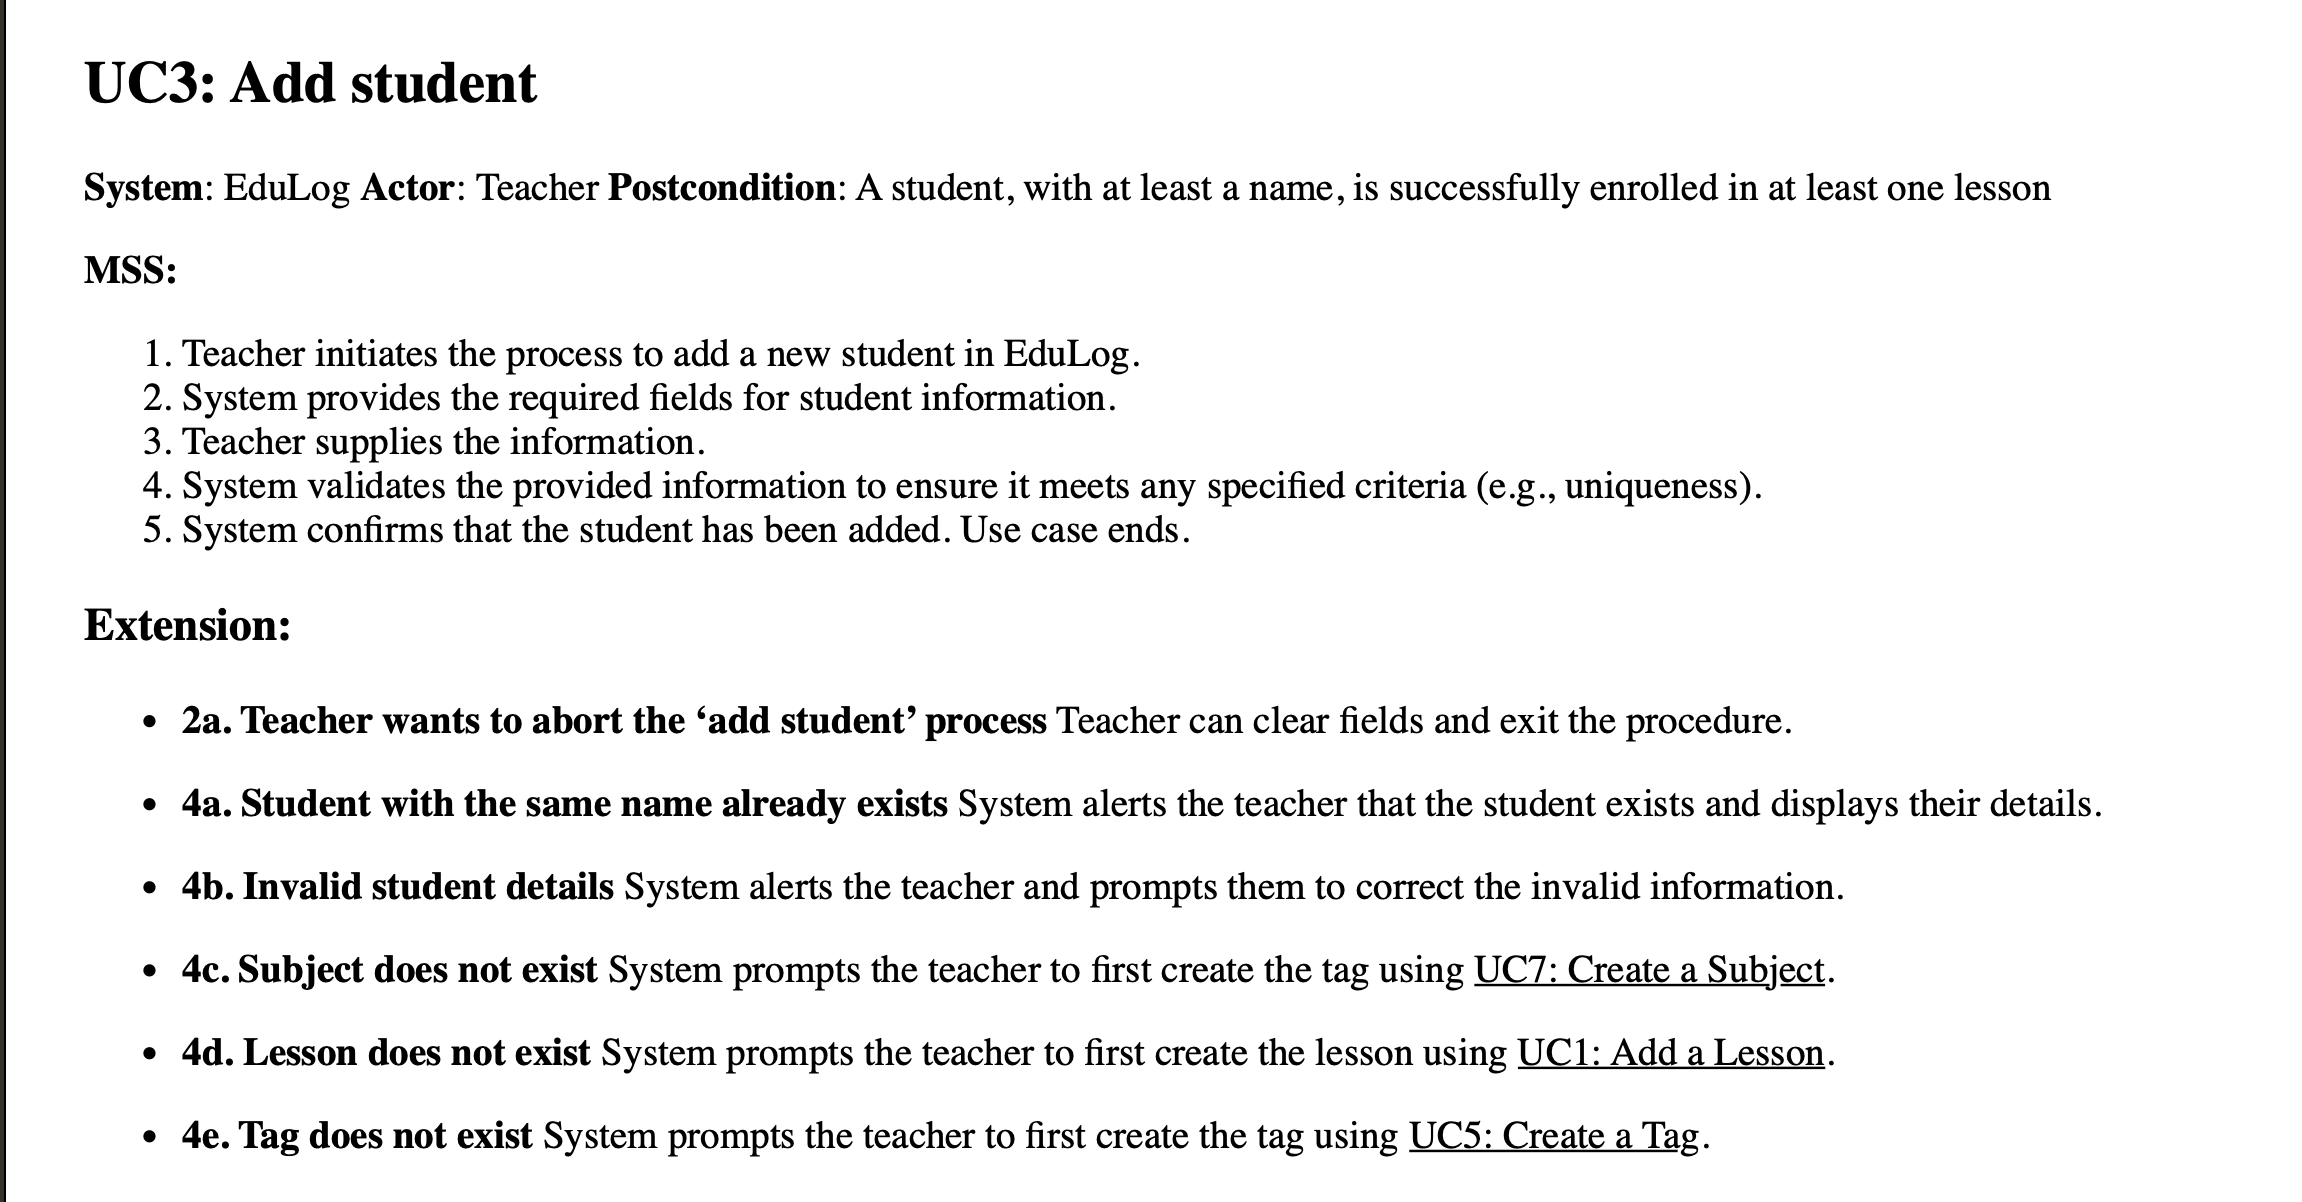 UC3: Add student
System: EduLog Actor: Teacher Postcondition: A student, with at least a name, is successfully enrolled in at least one lesson
MSS:
1. Teacher initiates the process to add a new student in EduLog.
2. System provides the required fields for student information.
3. Teacher supplies the information.
4. System validates the provided information to ensure it meets any specified criteria (e.g., uniqueness).
5. System confirms that the student has been added. Use case ends.
Extension:
• 2a. Teacher wants to abort the ‘add student’ process Teacher can clear fields and exit the procedure.
• 4a. Student with the same name already exists System alerts the teacher that the student exists and displays their details.
• 4b. Invalid student details System alerts the teacher and prompts them to correct the invalid information.
• 4c. Subject does not exist System prompts the teacher to first create the tag using UC7: Create a Subject.
• 4d. Lesson does not exist System prompts the teacher to first create the lesson using UC1: Add a Lesson.
• 4e. Tag does not exist System prompts the teacher to first create the tag using UC5: Create a Tag.